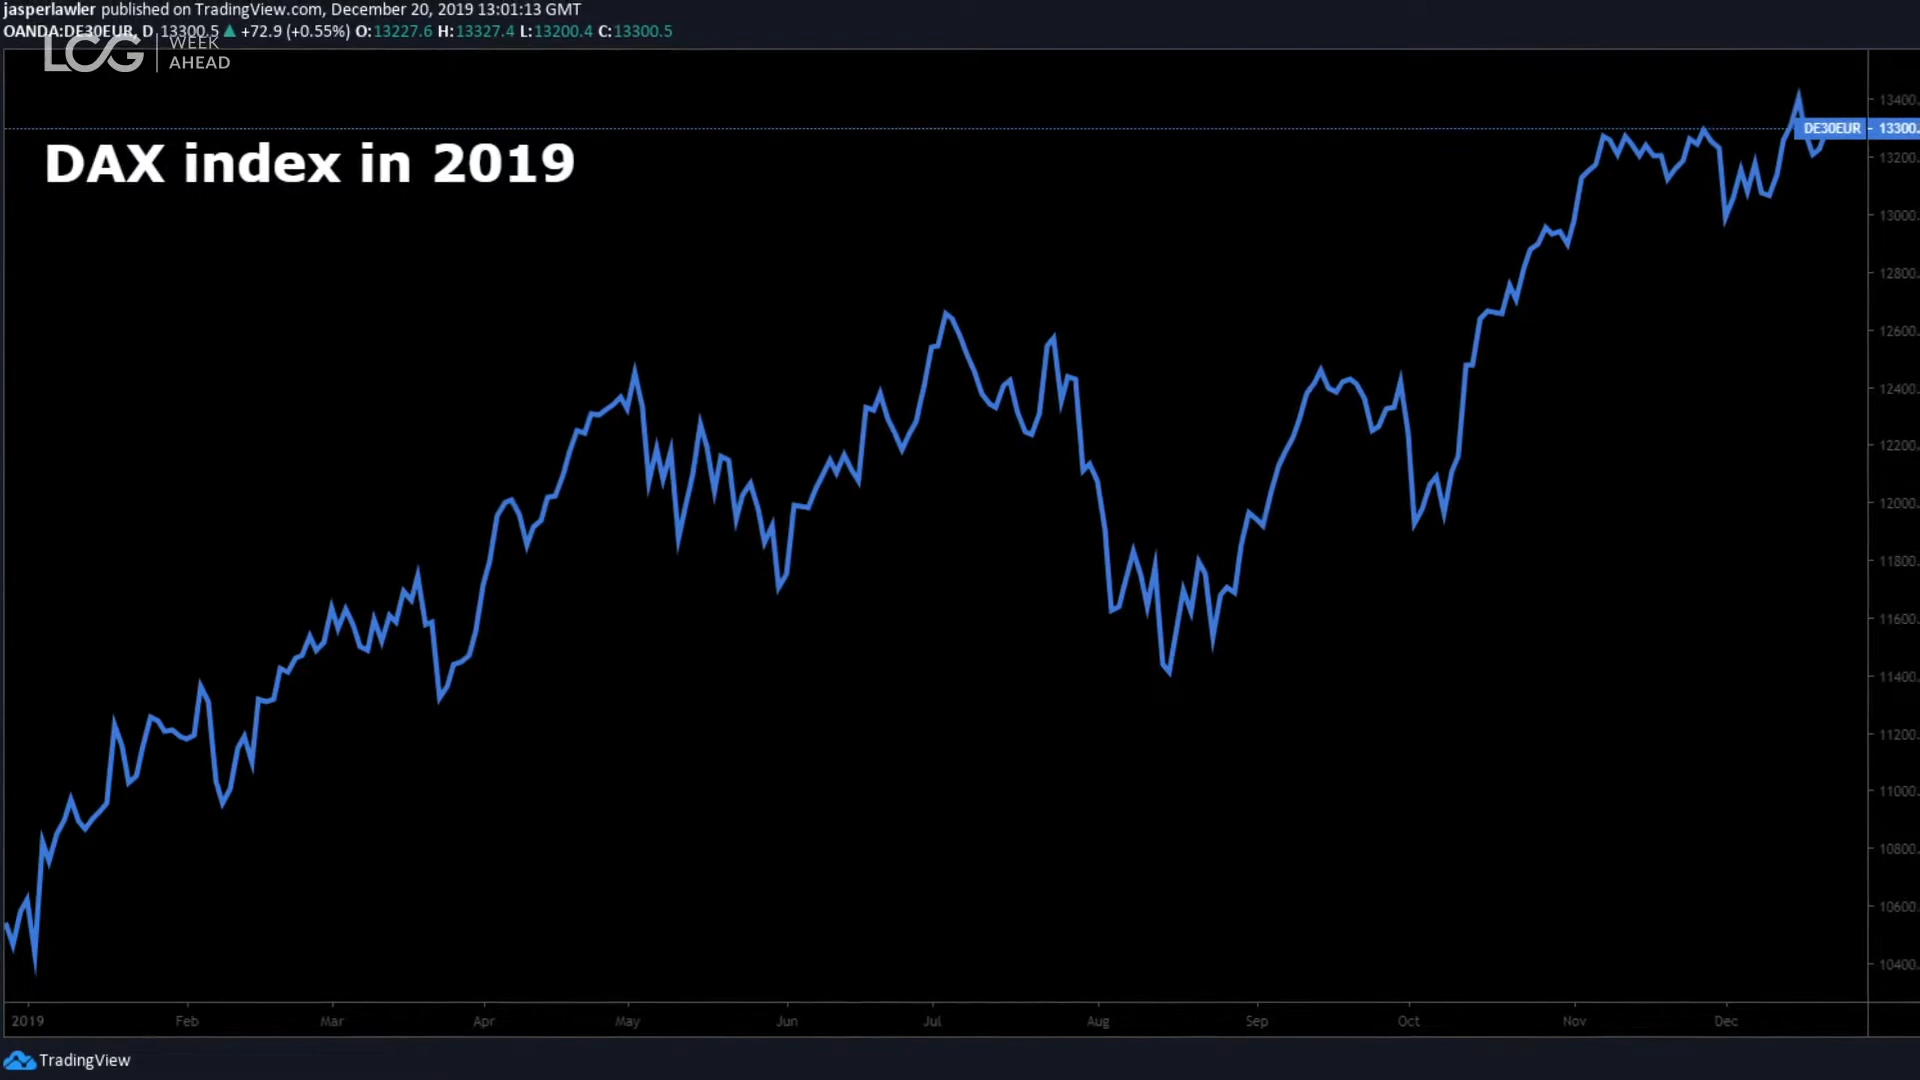 jasperlawler published on TradingView.com, December 20, 2019 13:01:13 GMT
OANDA:DE30EUR, D 13300.5 ▲ +72.9 (+0.55%) O:13227.6 H:13327.4 L:13200.4 C:13300.5
LCG WEEK
AHEAD
DAX index in 2019
13400.
DE30EUR 13300.
13200.
13000.
12800.
12600.
12400.
12200.
12000.
11800.
11600.
11400.
11200.
11000.
10800.
10600.
10400.
2019 Feb Mar Apr May Jun Jul Aug Sep Oct Nov Dec
TradingView